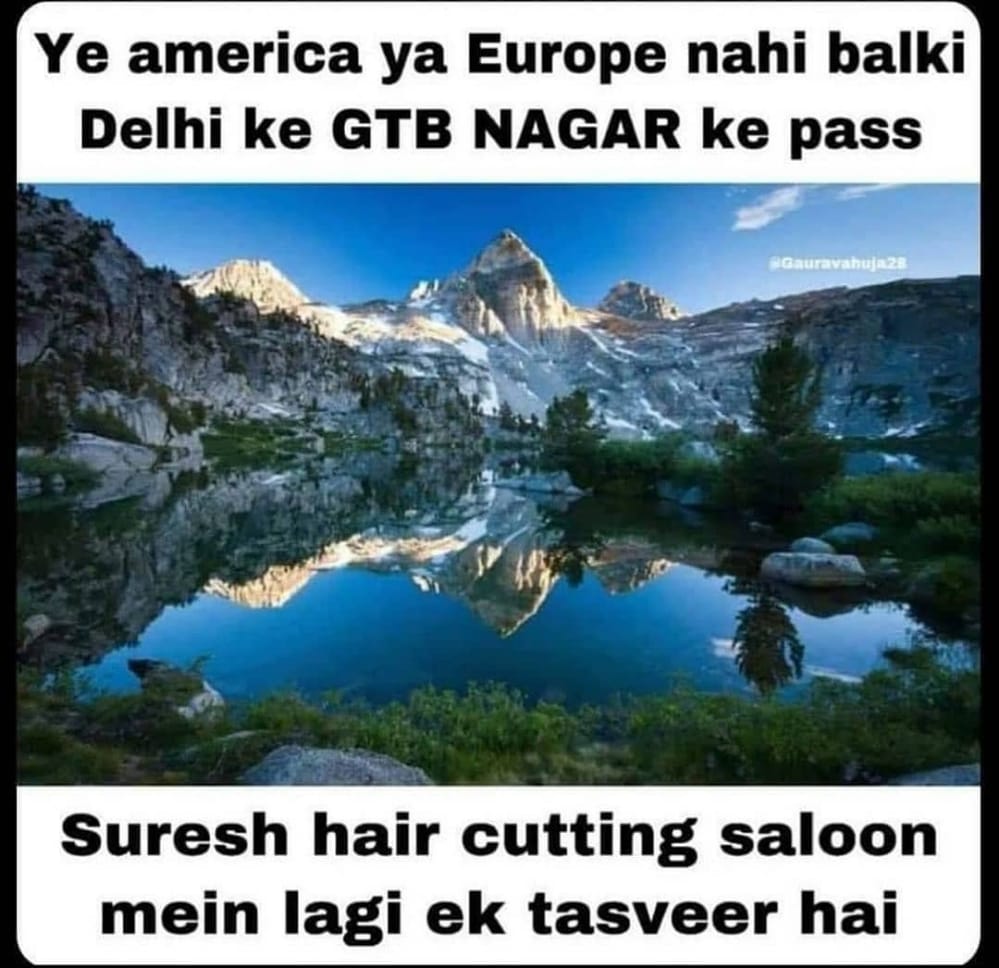 Ye america ya Europe nahi balki
Delhi ke GTB NAGAR ke pass
@Gauravahuja28
Suresh hair cutting saloon
mein lagi ek tasveer hai